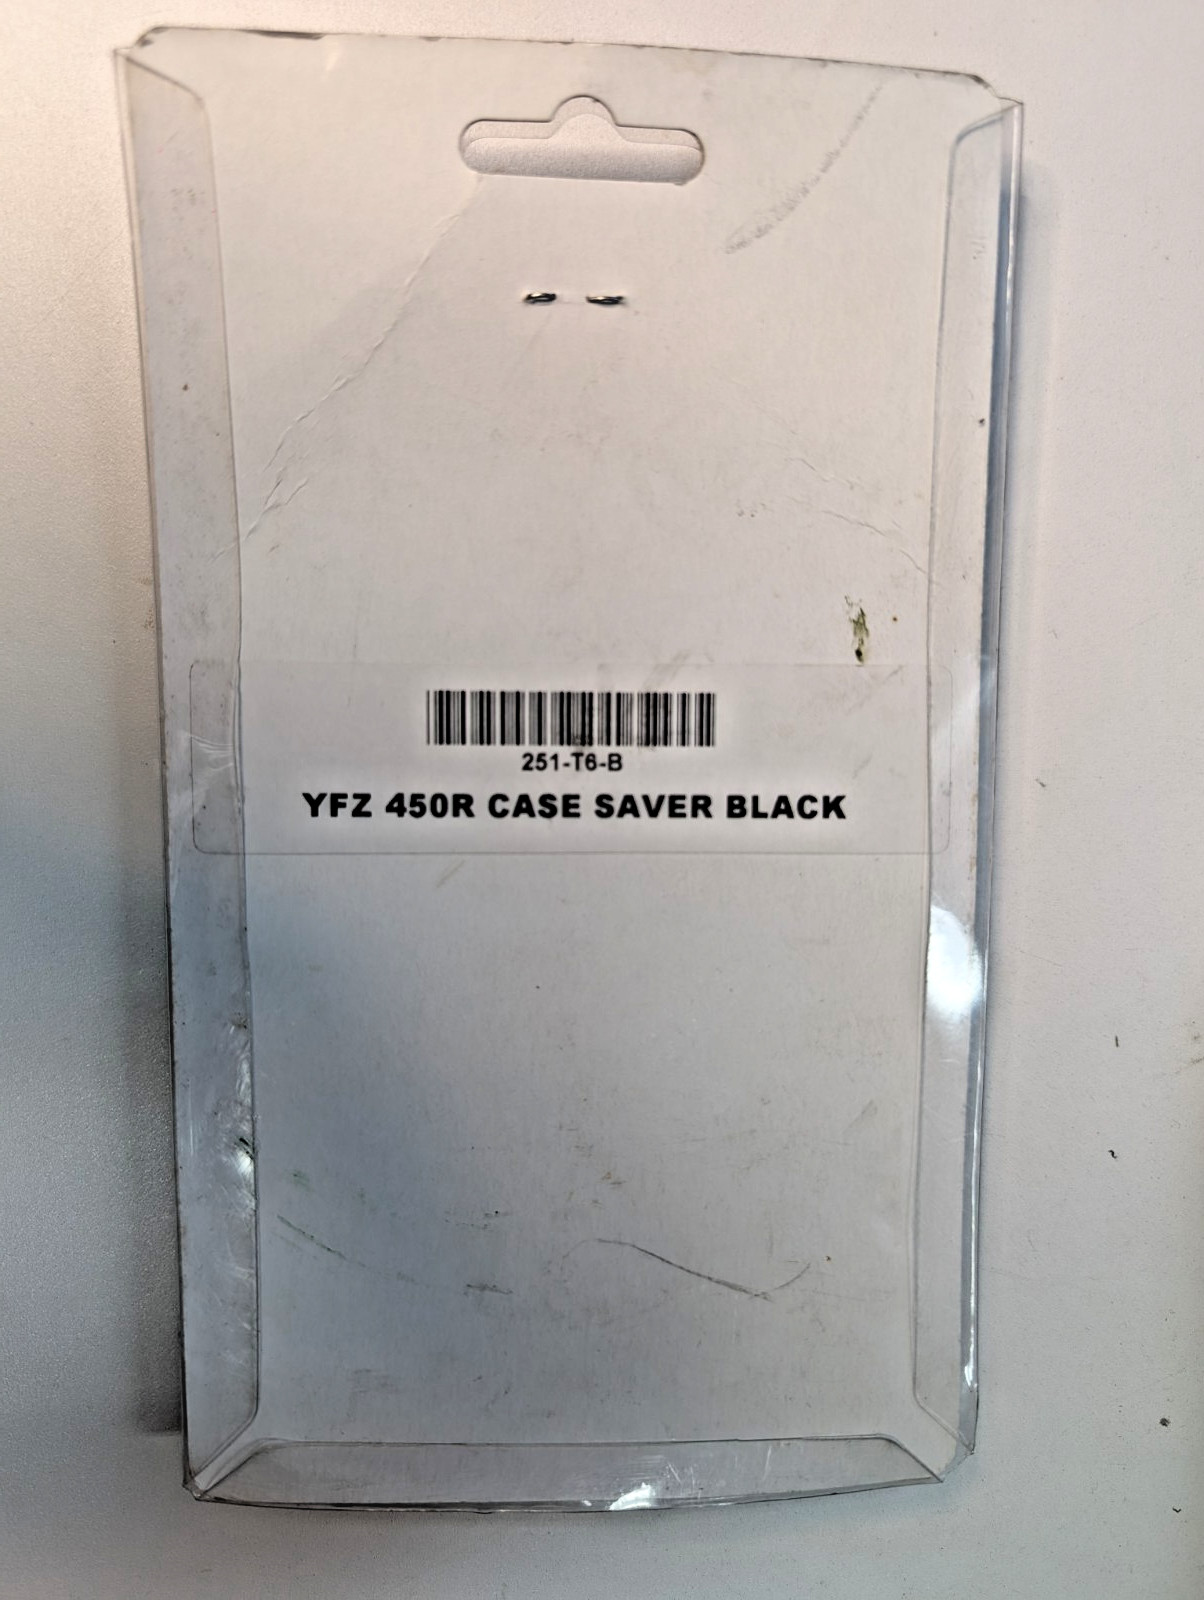 251-T6-B
YFZ 450R CASE SAVER BLACK